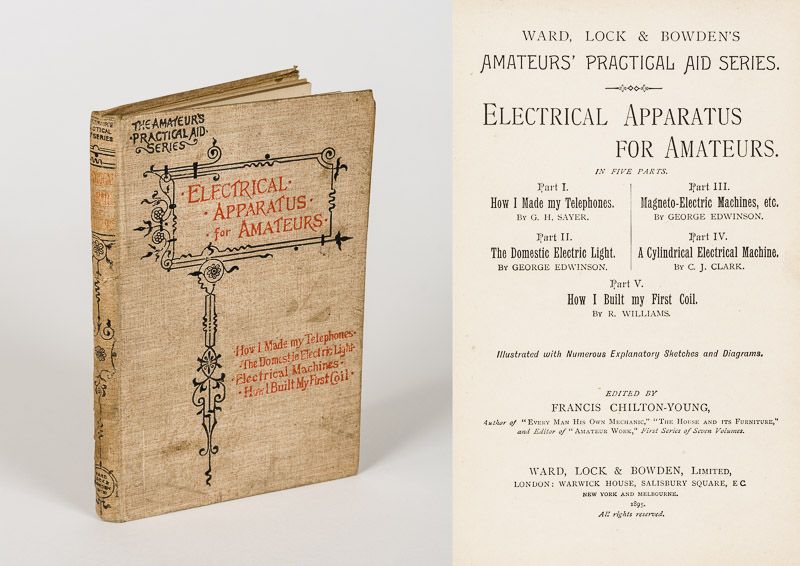 THE AMATEUR'S
PRACTICAL AID
SERIES
ELECTRICAL
APPARATUS
for AMATEURS.
How I Made my Telephones
The Domestic Electric Light
Electrical Machines
How I Built My First Coil
WARD, LOCK & BOWDEN'S
AMATEURS' PRACTICAL AID SERIES.
ELECTRICAL APPARATUS
FOR AMATEURS.
IN FIVE PARTS.
Part I.
How I Made my Telephones.
By G. H. SAYER.
Part II.
The Domestic Electric Light.
By GEORGE EDWINSON.
Part III.
Magneto-Electric Machines, etc.
By GEORGE EDWINSON.
Part IV.
A Cylindrical Electrical Machine.
By C. J. CLARK.
Part V.
How I Built my First Coil.
By R. WILLIAMS.
Illustrated with Numerous Explanatory Sketches and Diagrams.
EDITED BY
FRANCIS CHILTON-YOUNG,
Author of "EVERY MAN HIS OWN MECHANIC," "THE HOUSE AND ITS FURNITURE,"
and Editor of "AMATEUR WORK," First Series of Seven Volumes.
WARD, LOCK & BOWDEN, LIMITED,
LONDON: WARWICK HOUSE, SALISBURY SQUARE, E C.
NEW YORK AND MELBOURNE.
1895.
All rights reserved.